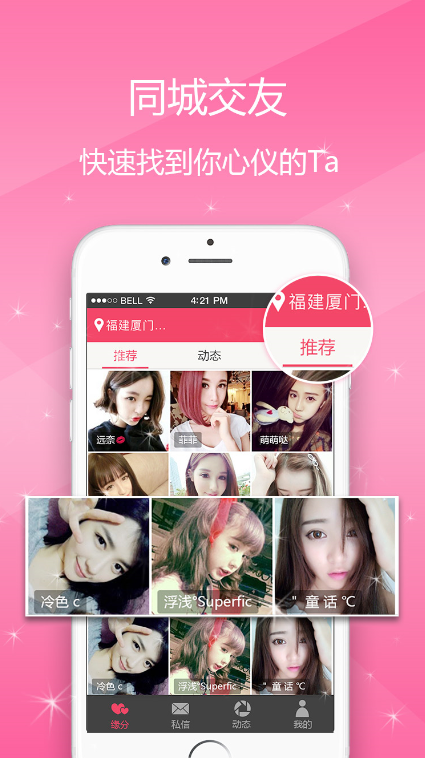 同城交友
快速找到你心仪的Ta
BELL 4:21 PM
福建厦门...
福建厦门...
推荐 动态
推荐
远奈💋 菲菲 萌萌哒
冷色 c 浮浅°Superfic " 童 话 ℃
冷色 c 浮浅°Superfic " 童 话 ℃
缘分 私信 动态 我的